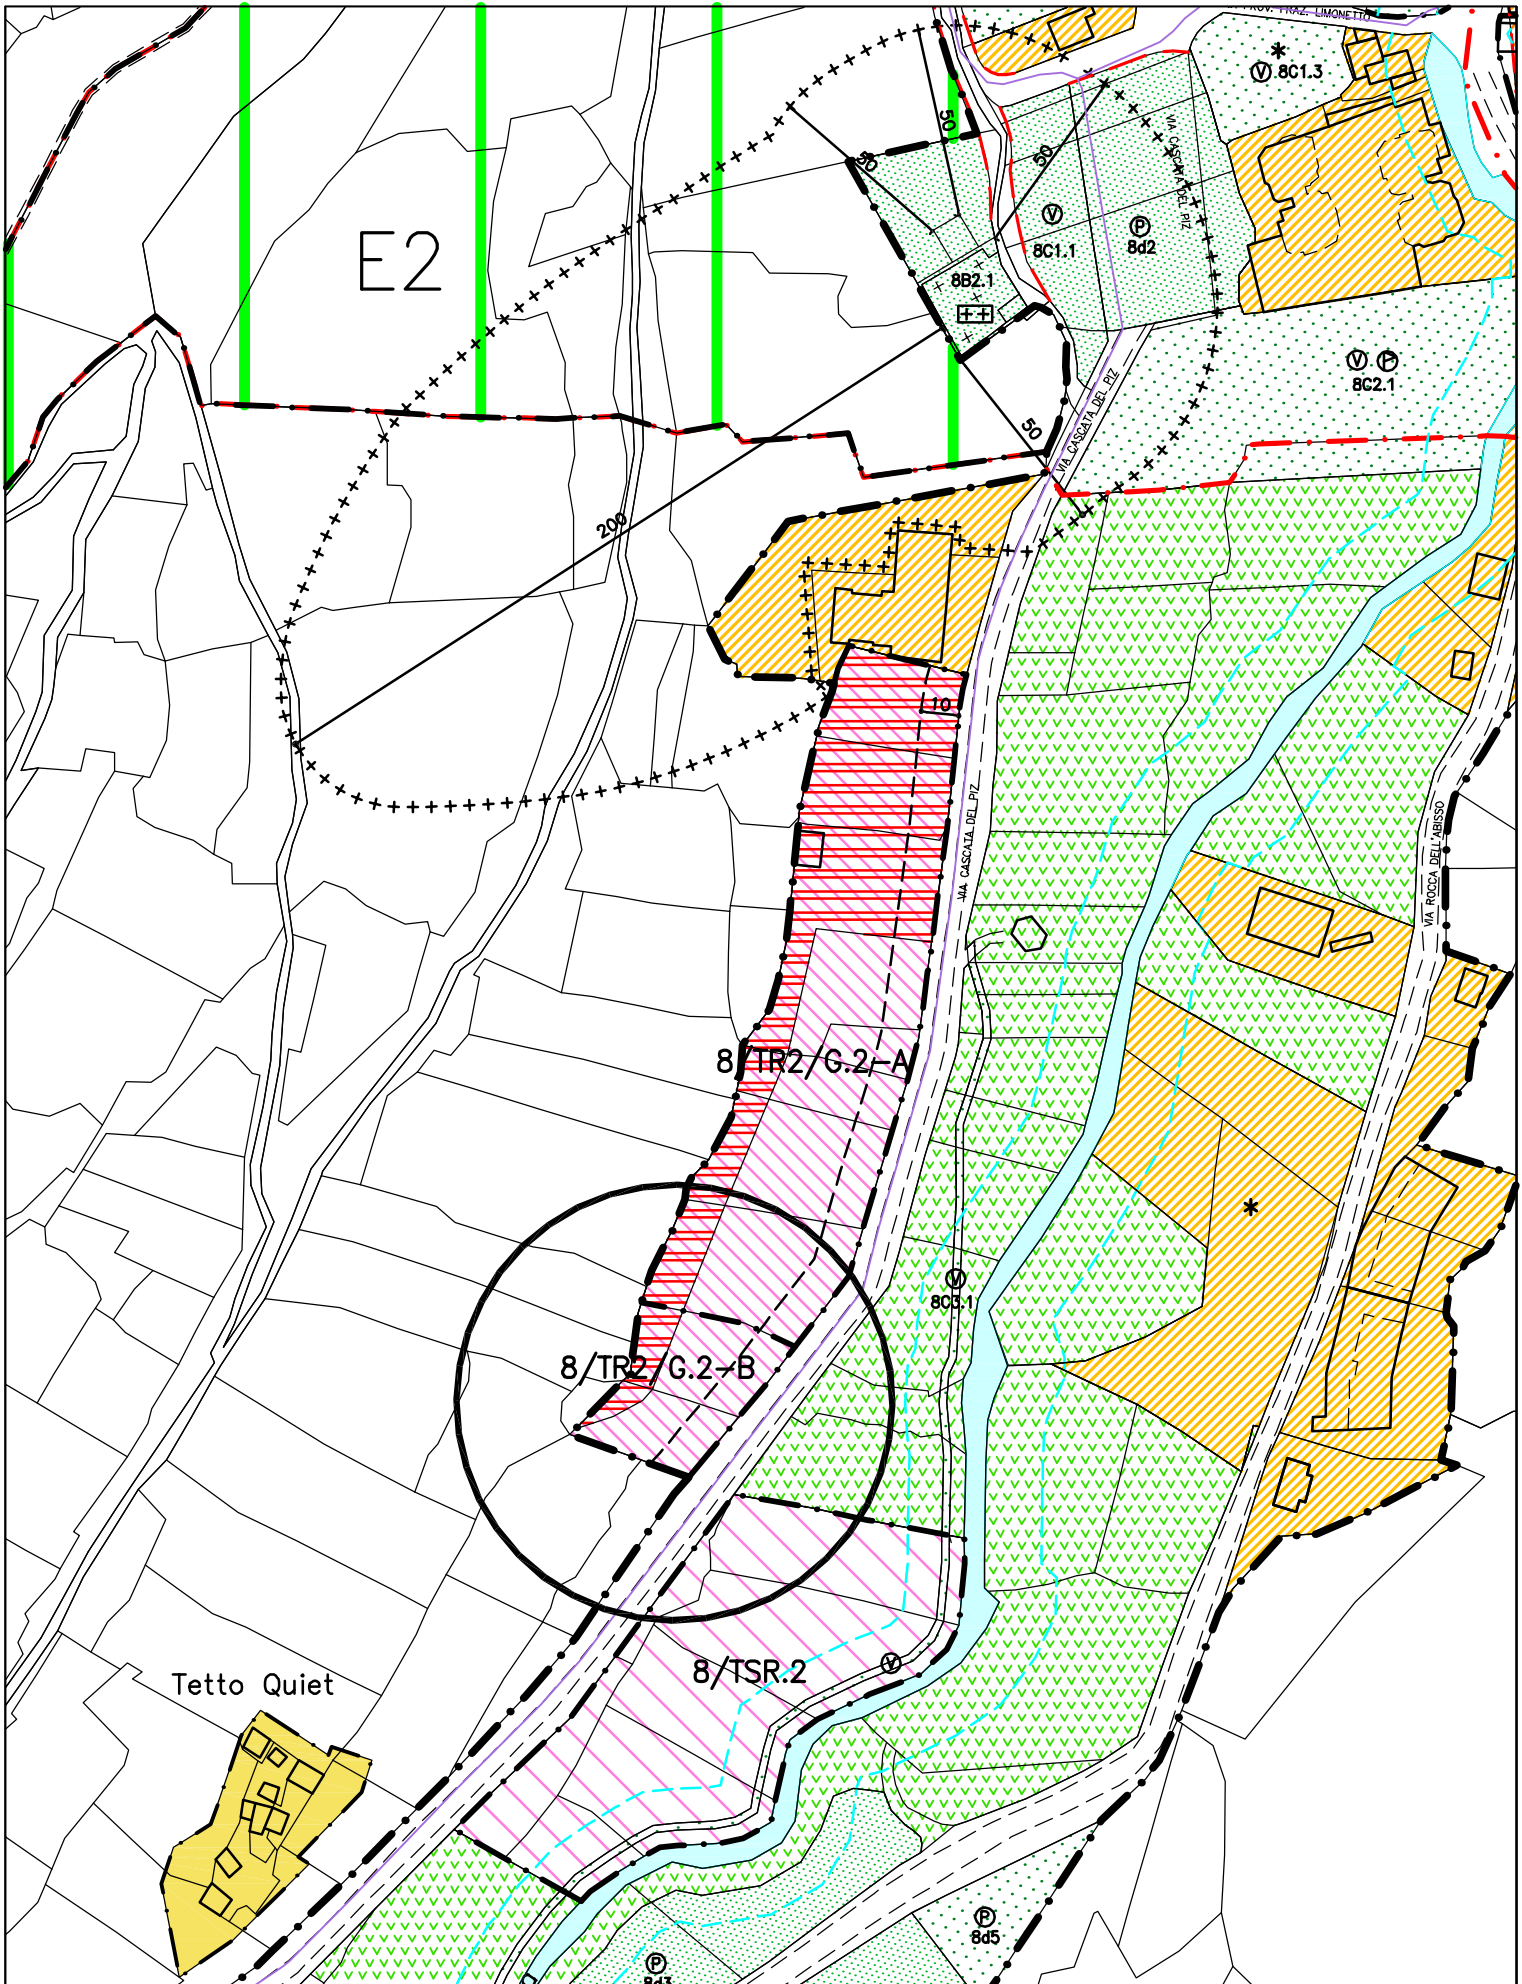 PROV. FRAZ. LIMONETTO
V 8C1.3
E2
50
50
50
VIA CASCATA DEL PIZ
V
8C1.1
P
8d2
8B2.1
V P
8C2.1
VIA CASCATA DEL PIZ
50
200
10
VIA CASCATA DEL PIZ
VIA ROCCA DELL'ABISSO
8/TR2/G.2-A
V
8C3.1
8/TR2/G.2-B
8/TSR.2
V
Tetto Quiet
P
8d5
P
8d3